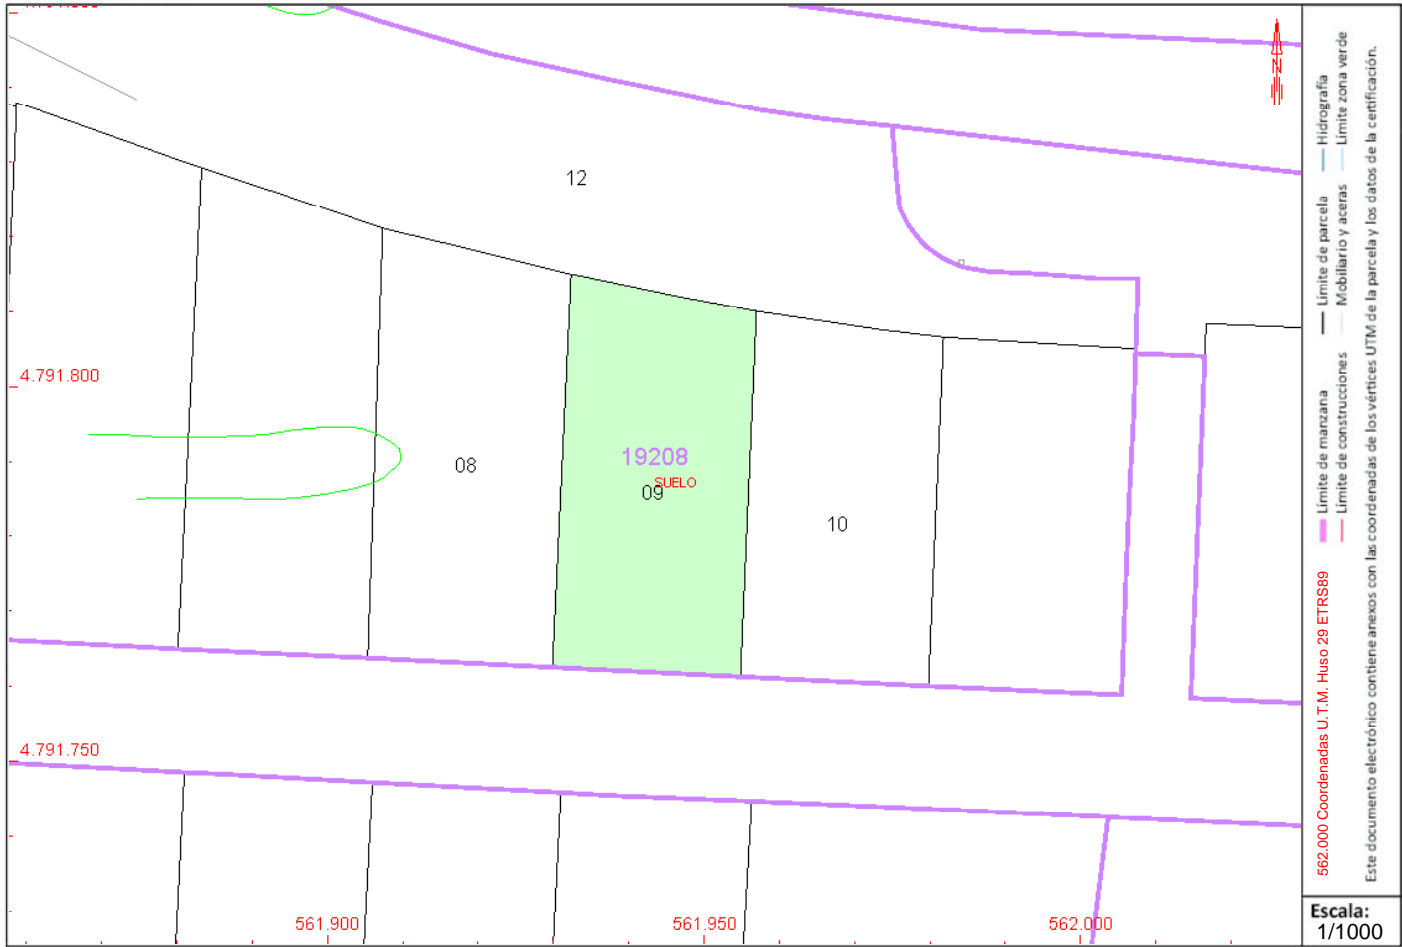 12
4.791.800
19208
08
SUELO
09
10
4.791.750
561.900
561.950
562.000
N
Límite de manzana
Límite de parcela
Hidrografía
Límite de construcciones
Mobiliario y aceras
Límite zona verde
562.000 Coordenadas U.T.M. Huso 29 ETRS89
Este documento electrónico contiene anexos con las coordenadas de los vértices UTM de la parcela y los datos de la certificación.
Escala:
1/1000